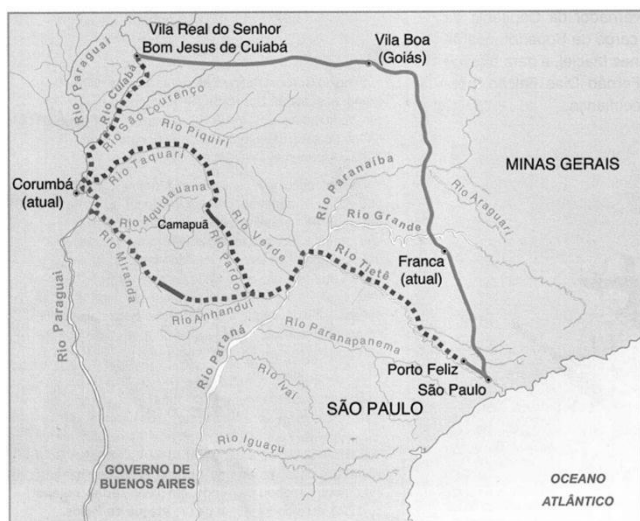 Vila Real do Senhor
Bom Jesus de Cuiabá
Vila Boa
(Goiás)
Rio Paraguai
Rio Cuiabá
Rio São Lourenço
Rio Piquiri
Rio Taquari
Corumbá
(atual)
Rio Aquidauana
Camapuã
Rio Verde
Rio Pardo
Rio Miranda
Rio Anhanduí
Rio Paraguai
Rio Paranaíba
Rio Araguari
MINAS GERAIS
Rio Grande
Franca
(atual)
Rio Tietê
Rio Paraná
Rio Paranapanema
Porto Feliz
São Paulo
Rio Ivaí
SÃO PAULO
Rio Iguaçu
GOVERNO DE
BUENOS AIRES
OCEANO
ATLÂNTICO